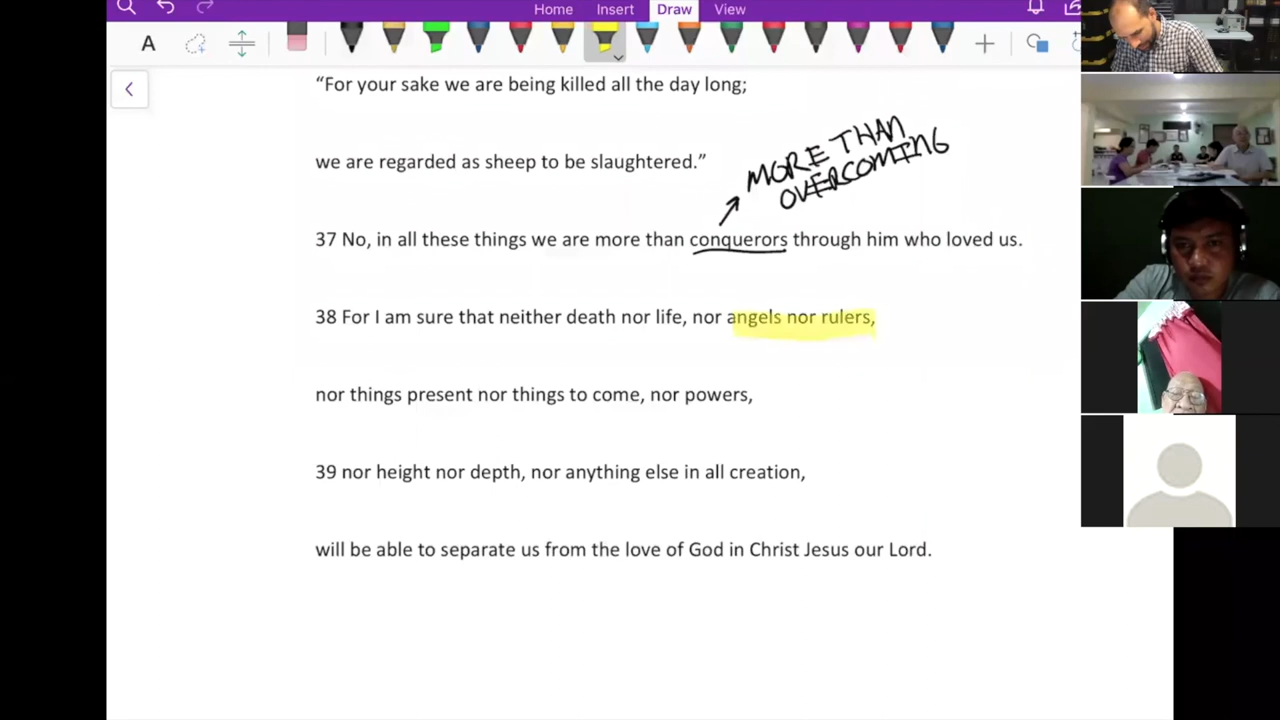 Home Insert Draw View
A
“For your sake we are being killed all the day long;
MORE THAN
OVERCOMING
we are regarded as sheep to be slaughtered.”
37 No, in all these things we are more than conquerors through him who loved us.
38 For I am sure that neither death nor life, nor angels nor rulers,
nor things present nor things to come, nor powers,
39 nor height nor depth, nor anything else in all creation,
will be able to separate us from the love of God in Christ Jesus our Lord.